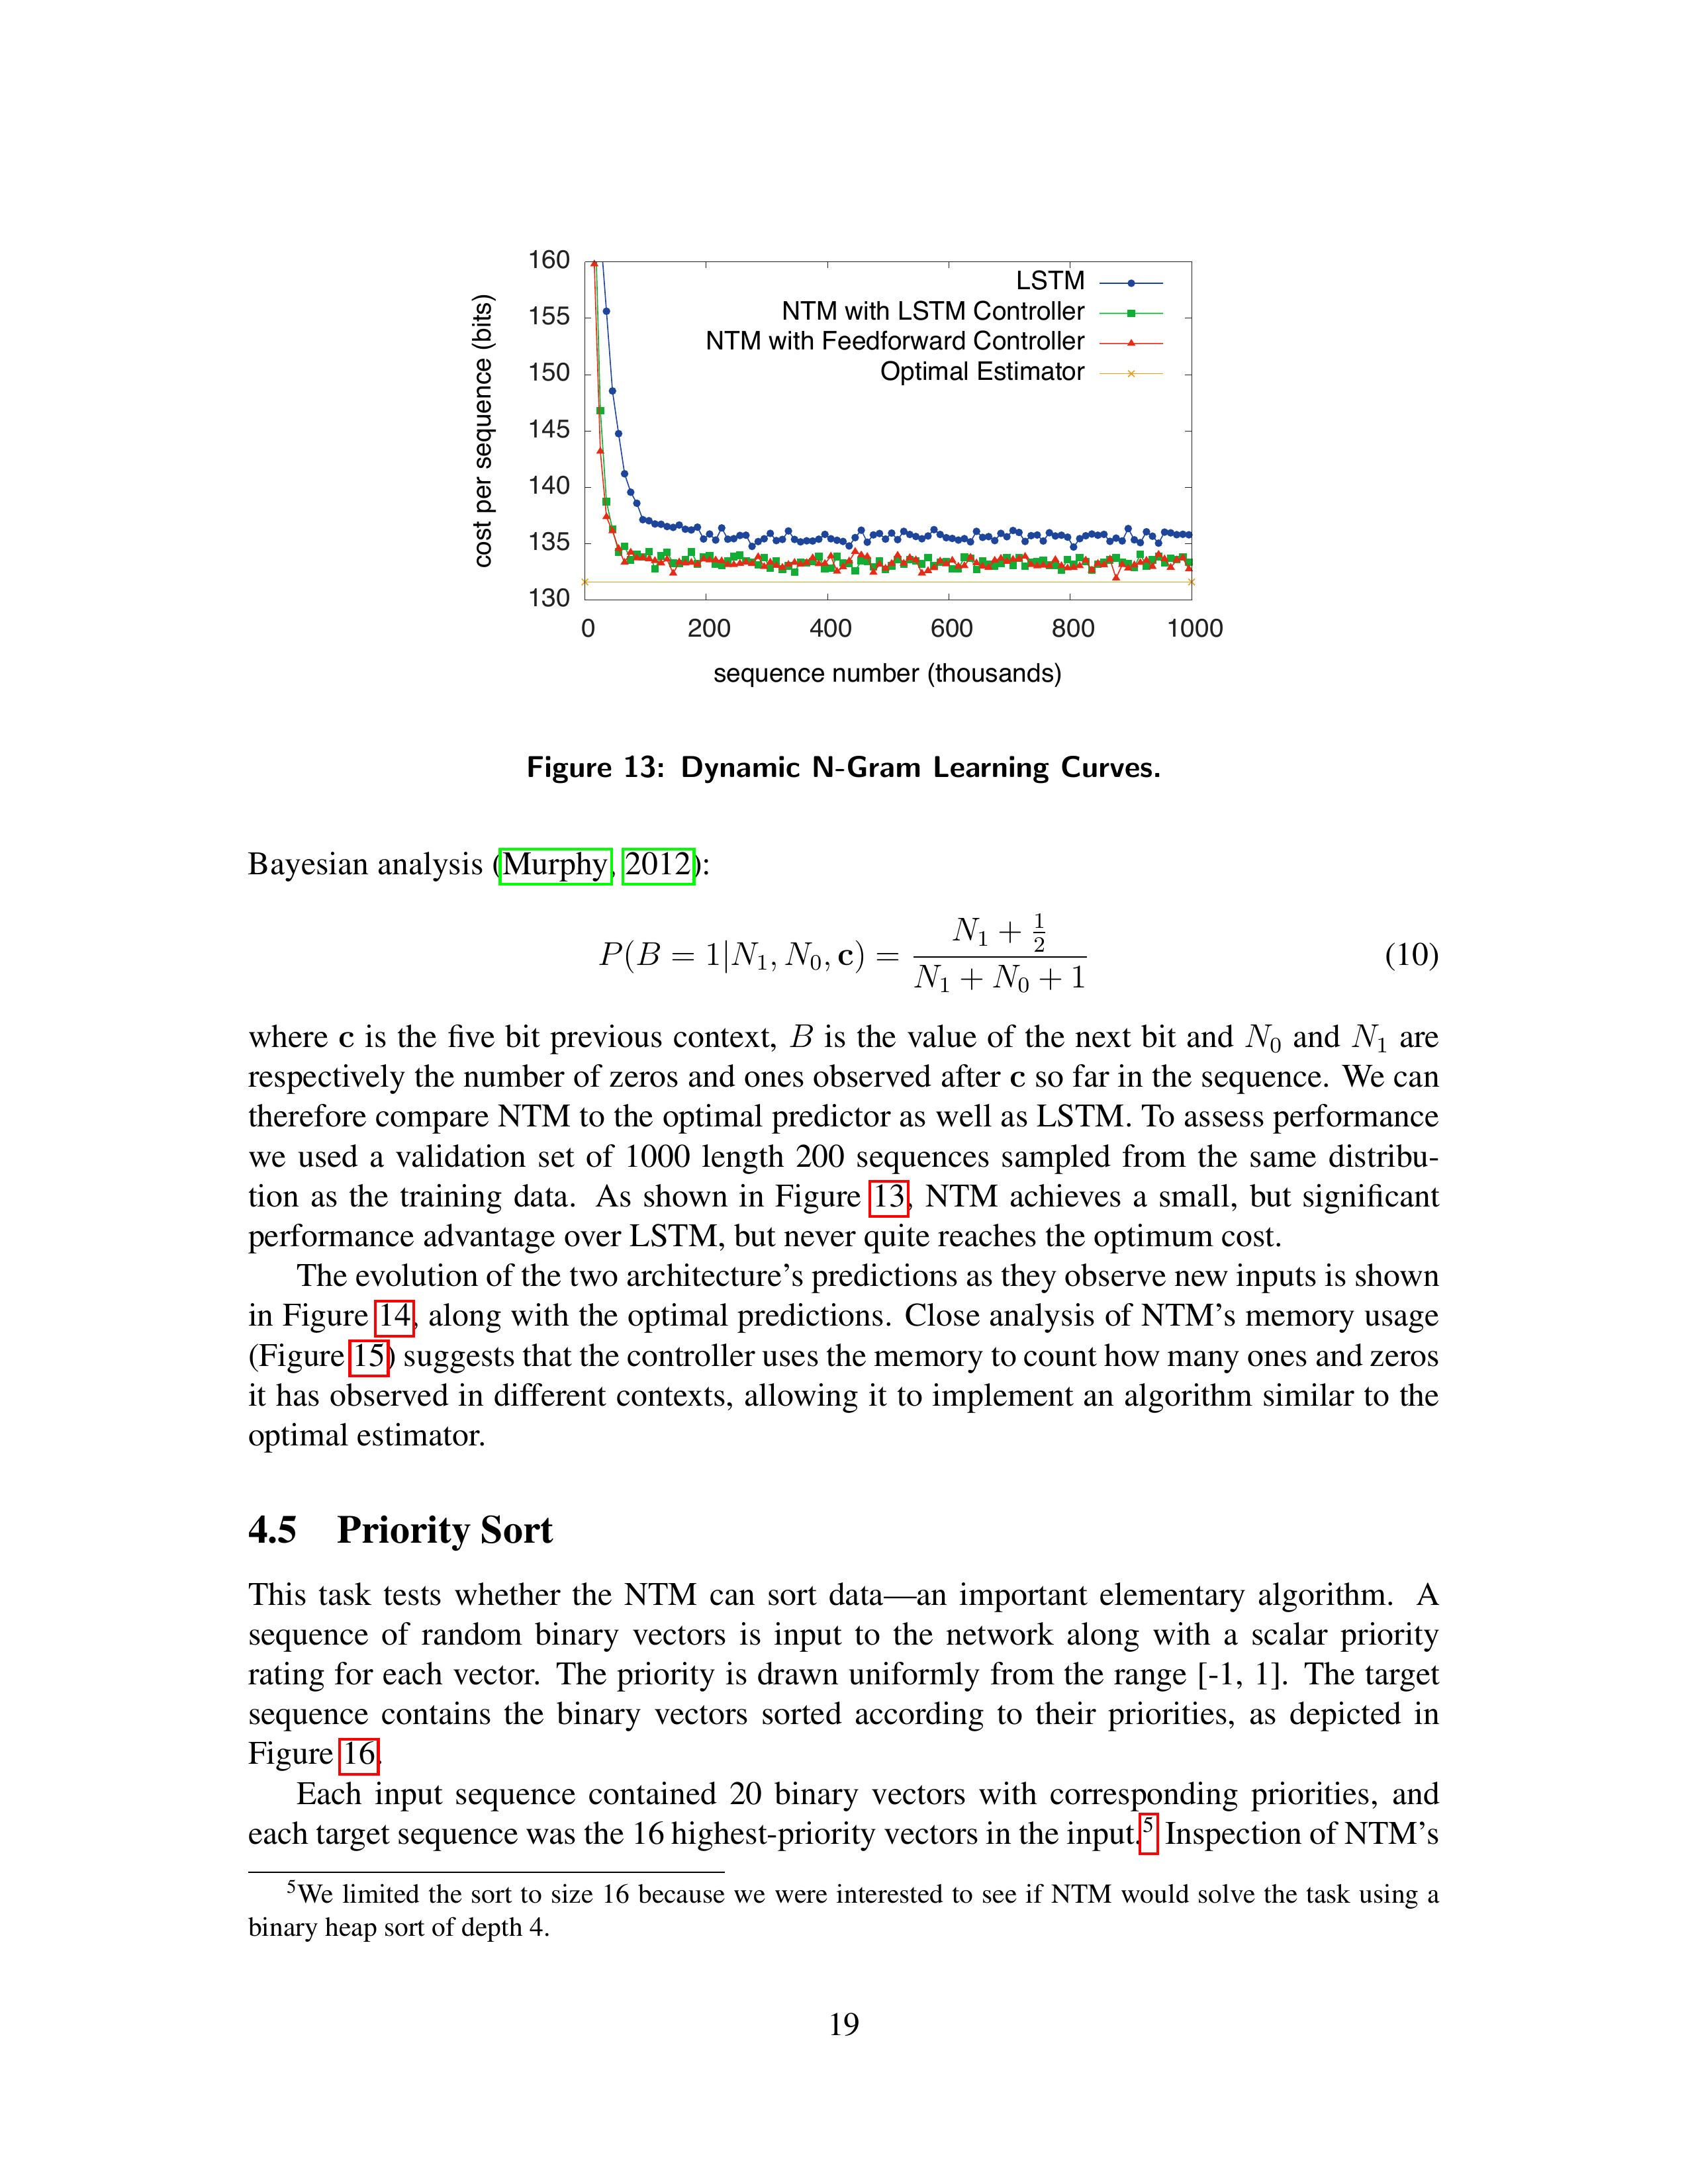 160
155
150
145
140
135
130
0 200 400 600 800 1000
cost per sequence (bits)
sequence number (thousands)
LSTM
NTM with LSTM Controller
NTM with Feedforward Controller
Optimal Estimator
Figure 13: Dynamic N-Gram Learning Curves.
Bayesian analysis (Murphy, 2012):
P(B = 1|N₁, N₀, c) = (N₁ + ½) / (N₁ + N₀ + 1) (10)
where c is the five bit previous context, B is the value of the next bit and N₀ and N₁ are
respectively the number of zeros and ones observed after c so far in the sequence. We can
therefore compare NTM to the optimal predictor as well as LSTM. To assess performance
we used a validation set of 1000 length 200 sequences sampled from the same distribu-
tion as the training data. As shown in Figure 13, NTM achieves a small, but significant
performance advantage over LSTM, but never quite reaches the optimum cost.
The evolution of the two architecture's predictions as they observe new inputs is shown
in Figure 14, along with the optimal predictions. Close analysis of NTM's memory usage
(Figure 15) suggests that the controller uses the memory to count how many ones and zeros
it has observed in different contexts, allowing it to implement an algorithm similar to the
optimal estimator.
4.5 Priority Sort
This task tests whether the NTM can sort data—an important elementary algorithm. A
sequence of random binary vectors is input to the network along with a scalar priority
rating for each vector. The priority is drawn uniformly from the range [-1, 1]. The target
sequence contains the binary vectors sorted according to their priorities, as depicted in
Figure 16.
Each input sequence contained 20 binary vectors with corresponding priorities, and
each target sequence was the 16 highest-priority vectors in the input.⁵ Inspection of NTM's
⁵We limited the sort to size 16 because we were interested to see if NTM would solve the task using a
binary heap sort of depth 4.
19